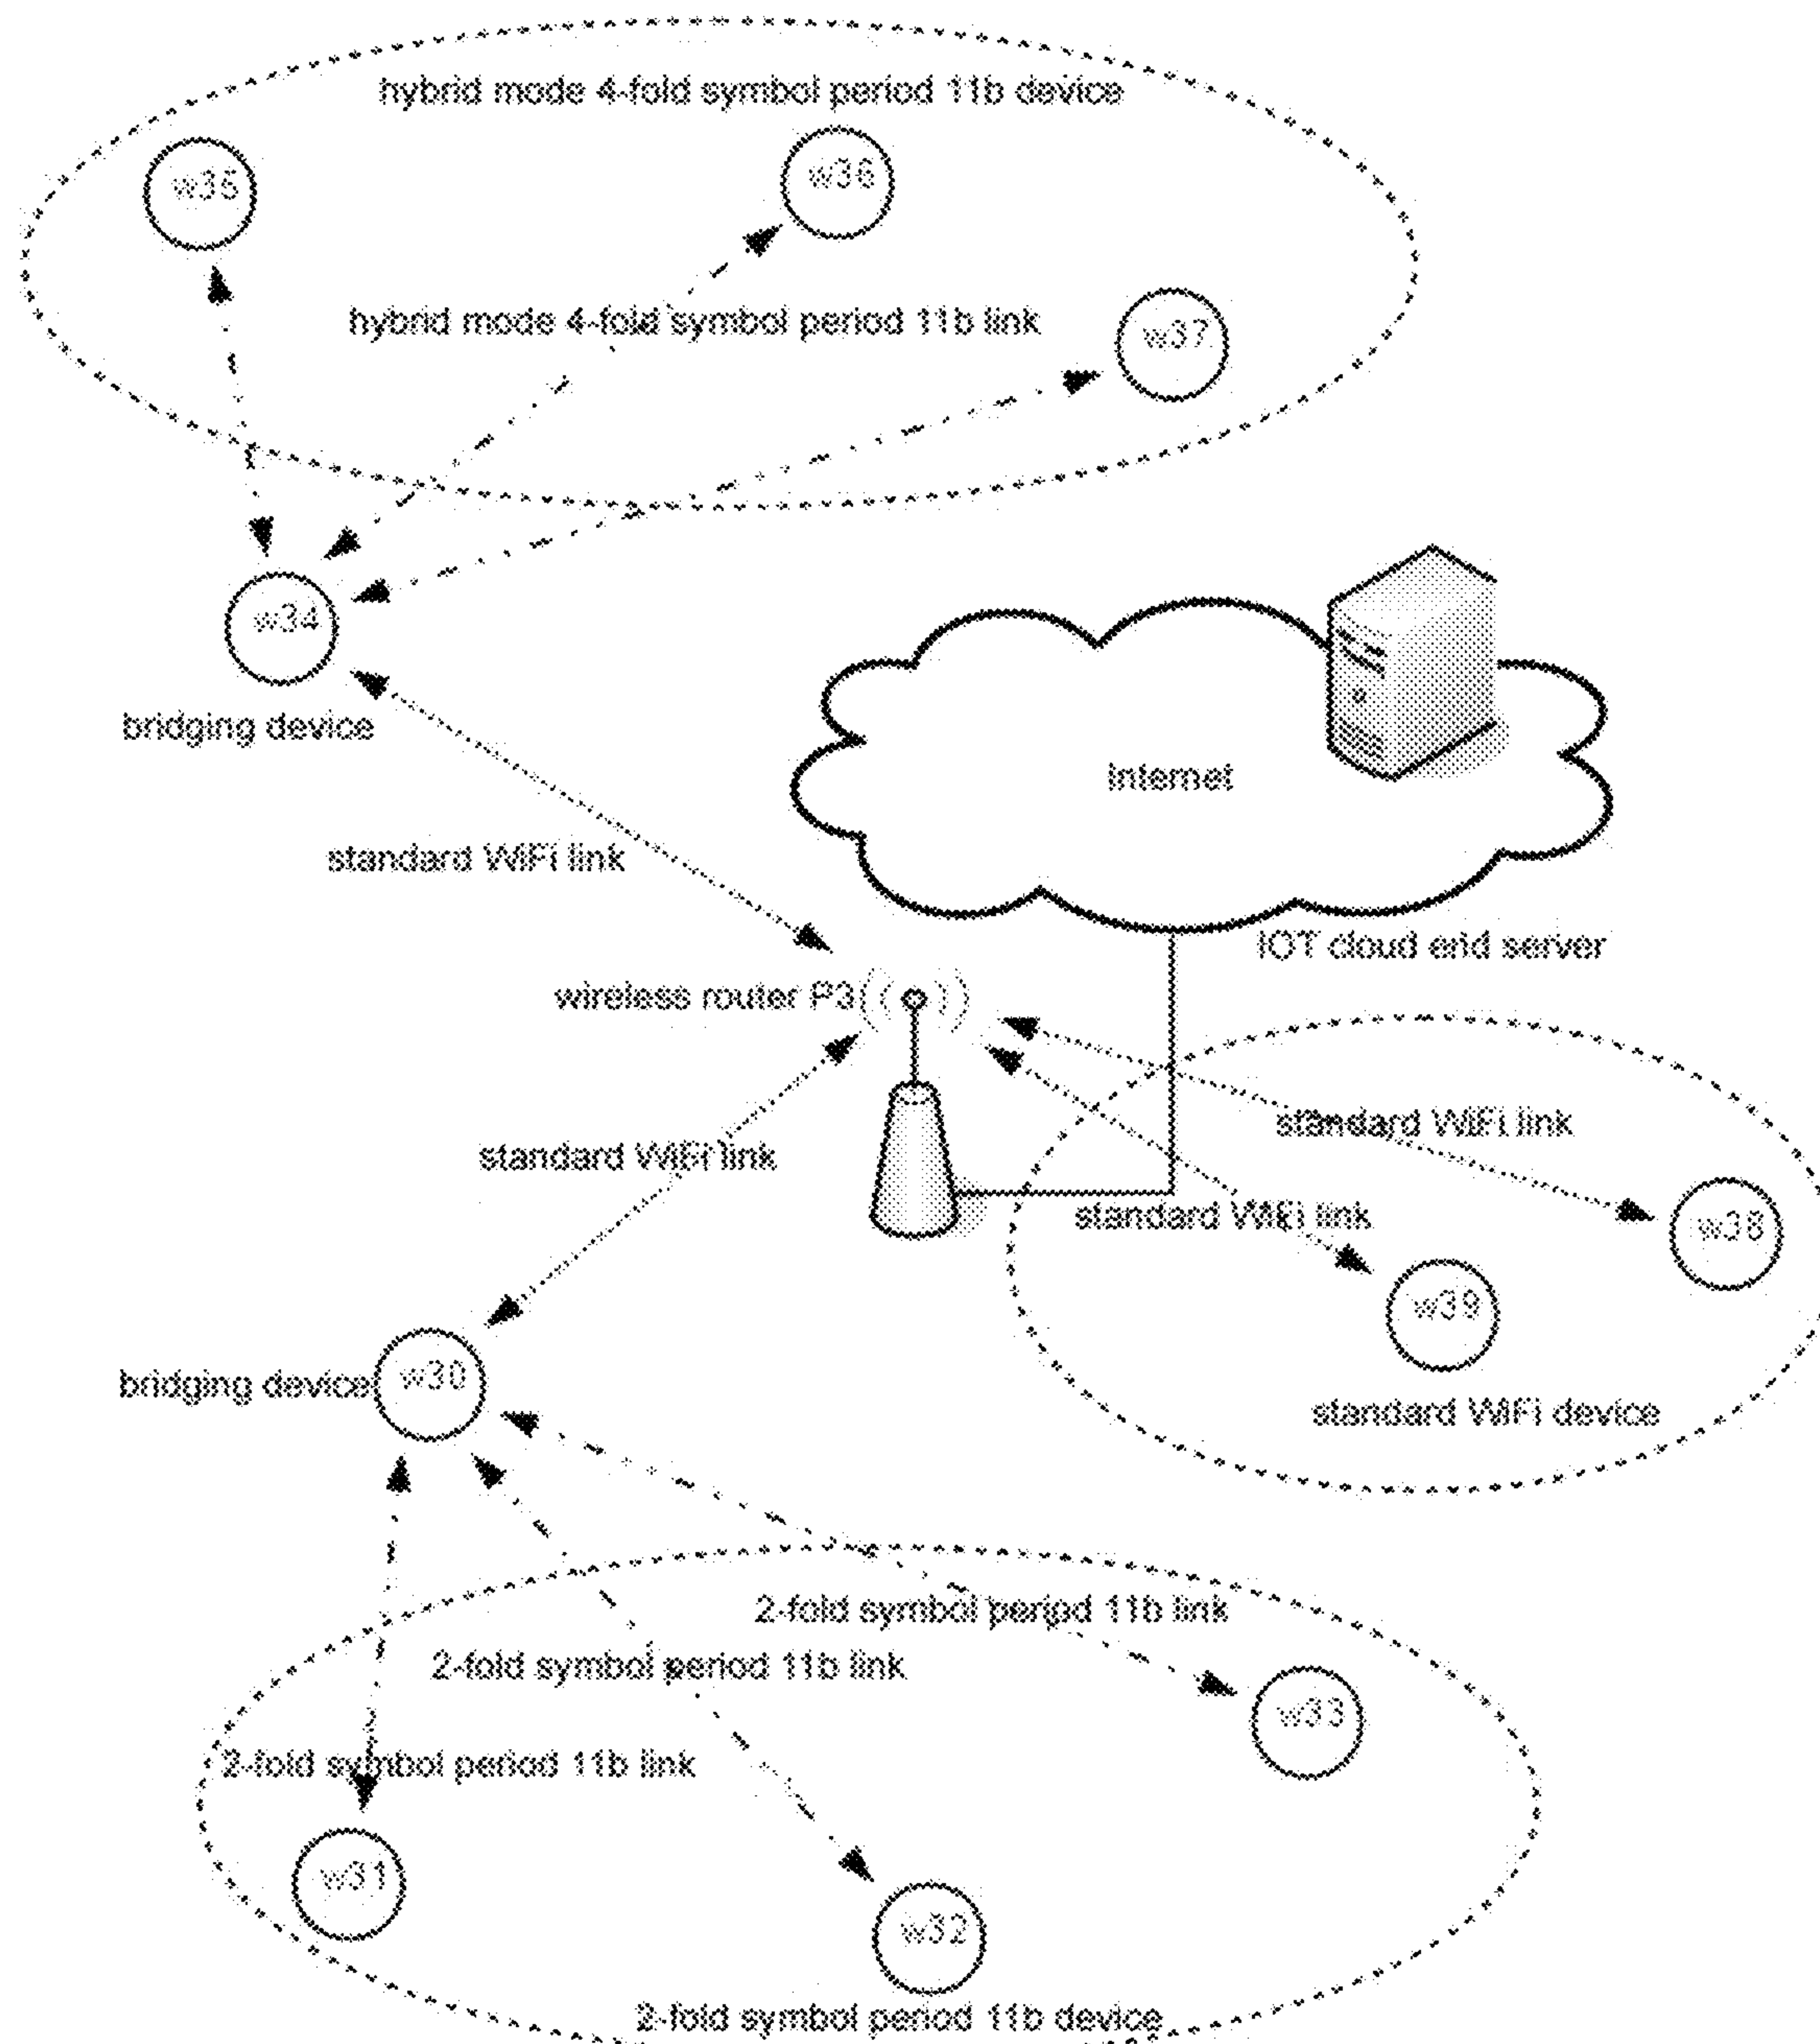 hybrid mode 4-fold symbol period 11b device
w35
w36
hybrid mode 4-fold symbol period 11b link
w37
w34
bridging device
internet
standard WiFi link
IOT cloud end server
wireless router P3
standard WiFi link
standard WiFi link
standard WiFi link
w38
w39
bridging device
w30
standard WiFi device
2-fold symbol period 11b link
2-fold symbol period 11b link
w33
2-fold symbol period 11b link
w31
w32
2-fold symbol period 11b device